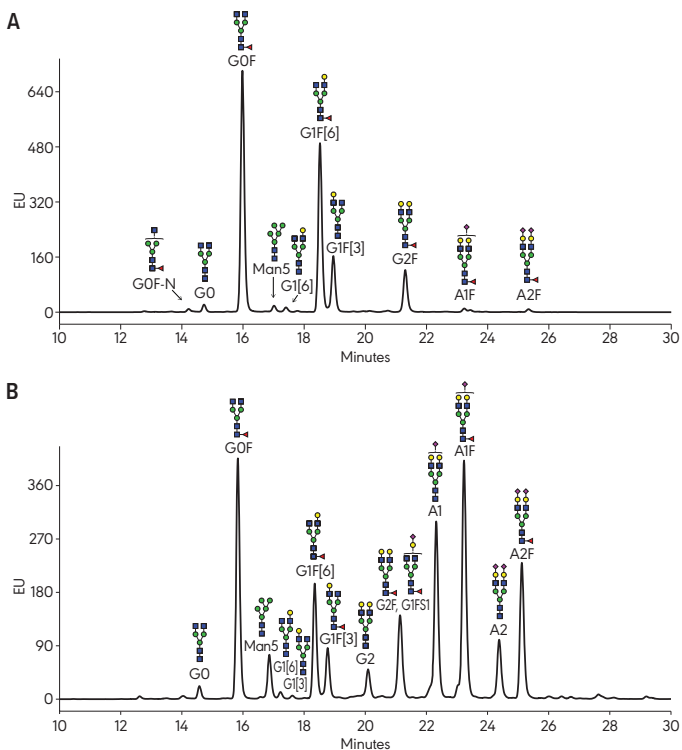 A
G0F
640
G1F[6]
480
EU
320
G1F[3]
Man5
G2F
160
G1[6]
A1F
A2F
G0F-N
G0
0
10 12 14 16 18 20 22 24 26 28 30
Minutes
B
A1F
G0F
A1
A2F
360
G1F[6]
270
EU
G2F, G1FS1
180
Man5
G1F[3]
A2
G1[6]
G2
90
G0
G1[3]
0
10 12 14 16 18 20 22 24 26 28 30
Minutes